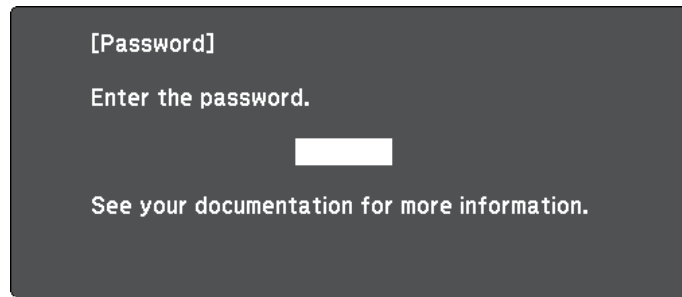 [Password]
Enter the password.
See your documentation for more information.